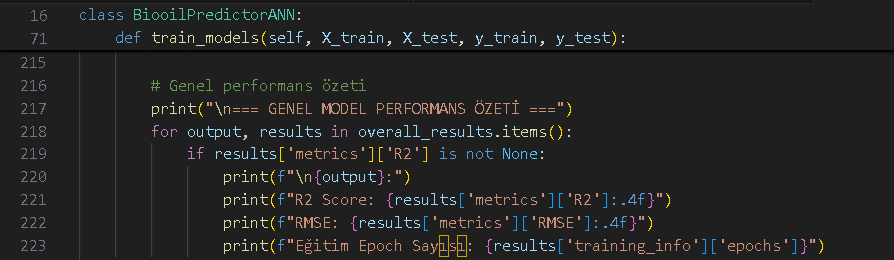 16 class BiooilPredictorANN:
71 def train_models(self, X_train, X_test, y_train, y_test):
215
216 # Genel performans özeti
217 print("\n=== GENEL MODEL PERFORMANS ÖZETİ ===")
218 for output, results in overall_results.items():
219 if results['metrics']['R2'] is not None:
220 print(f"\n{output}:")
221 print(f"R2 Score: {results['metrics']['R2']:.4f}")
222 print(f"RMSE: {results['metrics']['RMSE']:.4f}")
223 print(f"Eğitim Epoch Sayısı: {results['training_info']['epochs']}")